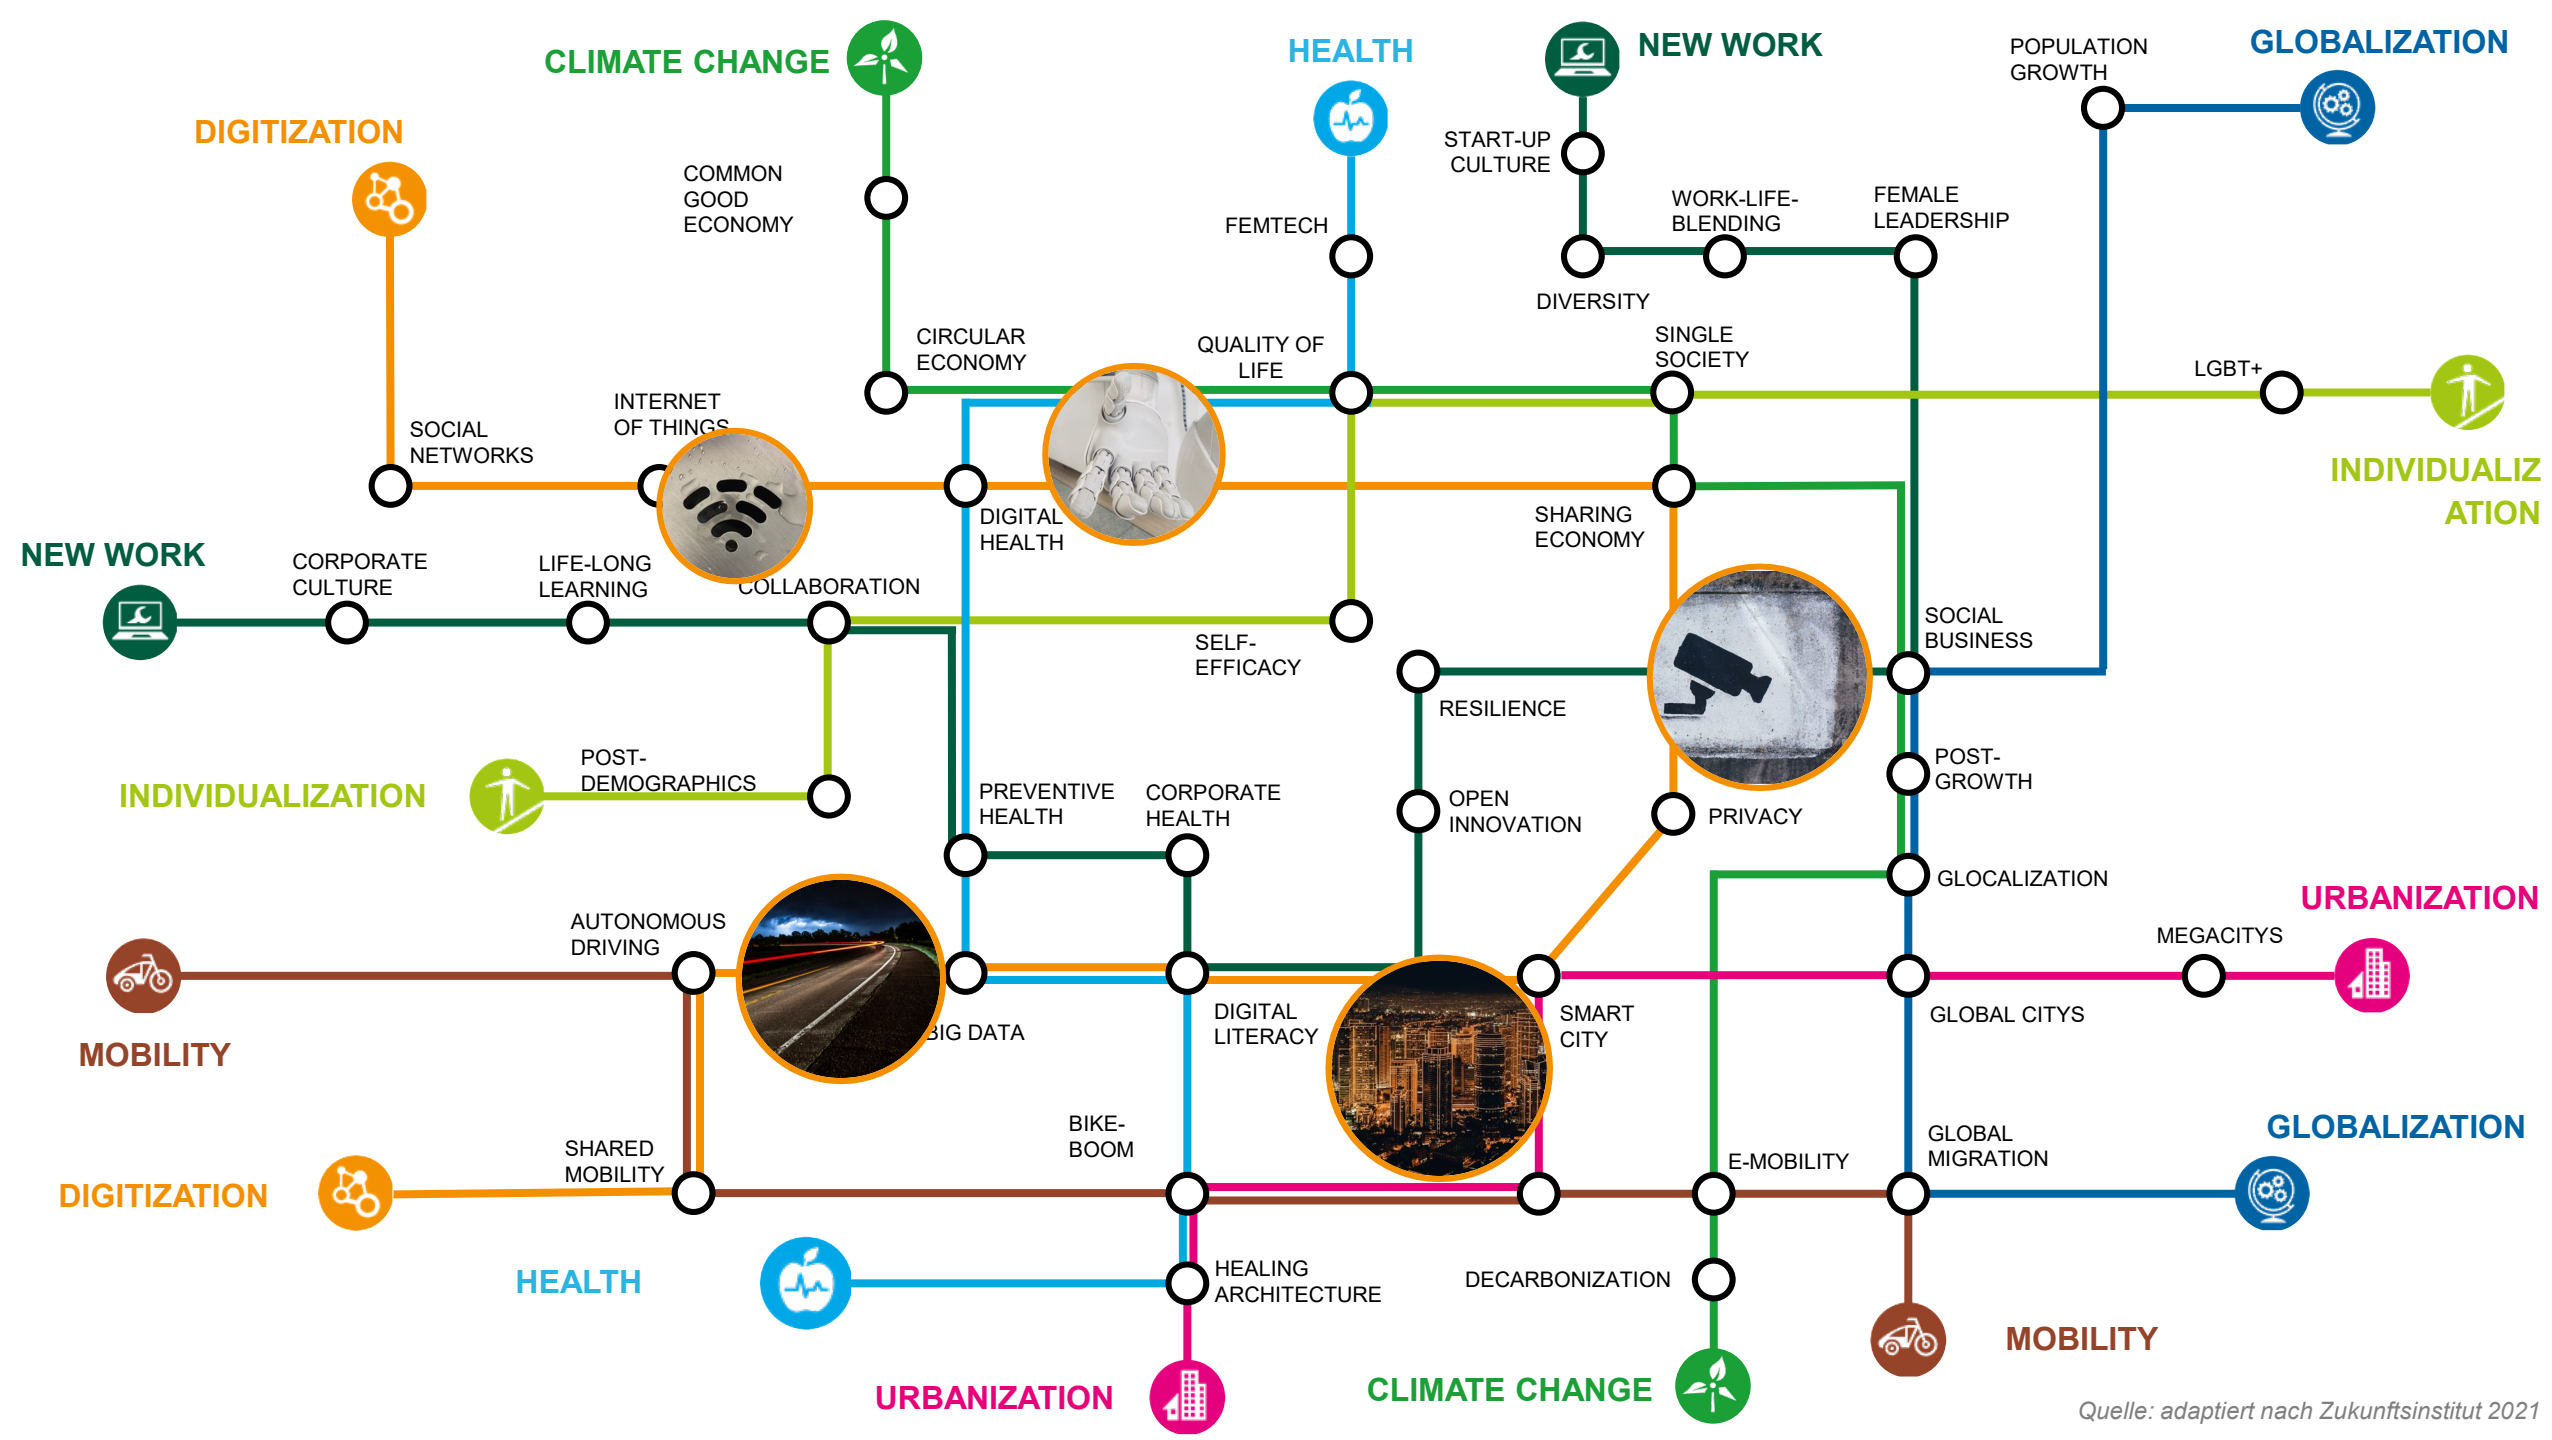 CLIMATE CHANGE
HEALTH
NEW WORK
POPULATION
GROWTH
GLOBALIZATION
DIGITIZATION
START-UP
CULTURE
COMMON
GOOD
ECONOMY
FEMTECH
WORK-LIFE-
BLENDING
FEMALE
LEADERSHIP
DIVERSITY
CIRCULAR
ECONOMY
QUALITY OF
LIFE
SINGLE
SOCIETY
LGBT+
INTERNET
OF THINGS
SOCIAL
NETWORKS
INDIVIDUALIZ
ATION
DIGITAL
HEALTH
SHARING
ECONOMY
NEW WORK
CORPORATE
CULTURE
LIFE-LONG
LEARNING
COLLABORATION
SELF-
EFFICACY
SOCIAL
BUSINESS
RESILIENCE
POST-
DEMOGRAPHICS
INDIVIDUALIZATION
PREVENTIVE
HEALTH
CORPORATE
HEALTH
OPEN
INNOVATION
PRIVACY
POST-
GROWTH
GLOCALIZATION
URBANIZATION
AUTONOMOUS
DRIVING
MEGACITYS
MOBILITY
BIG DATA
DIGITAL
LITERACY
SMART
CITY
GLOBAL CITYS
BIKE-
BOOM
SHARED
MOBILITY
E-MOBILITY
GLOBAL
MIGRATION
GLOBALIZATION
DIGITIZATION
HEALTH
HEALING
ARCHITECTURE
DECARBONIZATION
MOBILITY
URBANIZATION
CLIMATE CHANGE
Quelle: adaptiert nach Zukunftsinstitut 2021